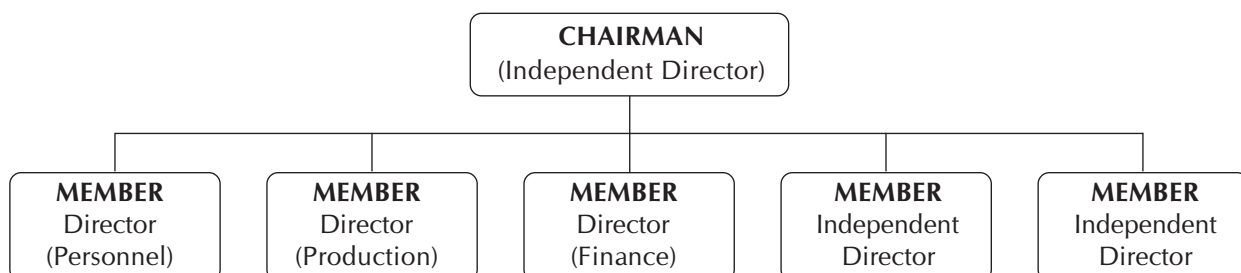 CHAIRMAN
(Independent Director)
MEMBER
Director
(Personnel)
MEMBER
Director
(Production)
MEMBER
Director
(Finance)
MEMBER
Independent
Director
MEMBER
Independent
Director